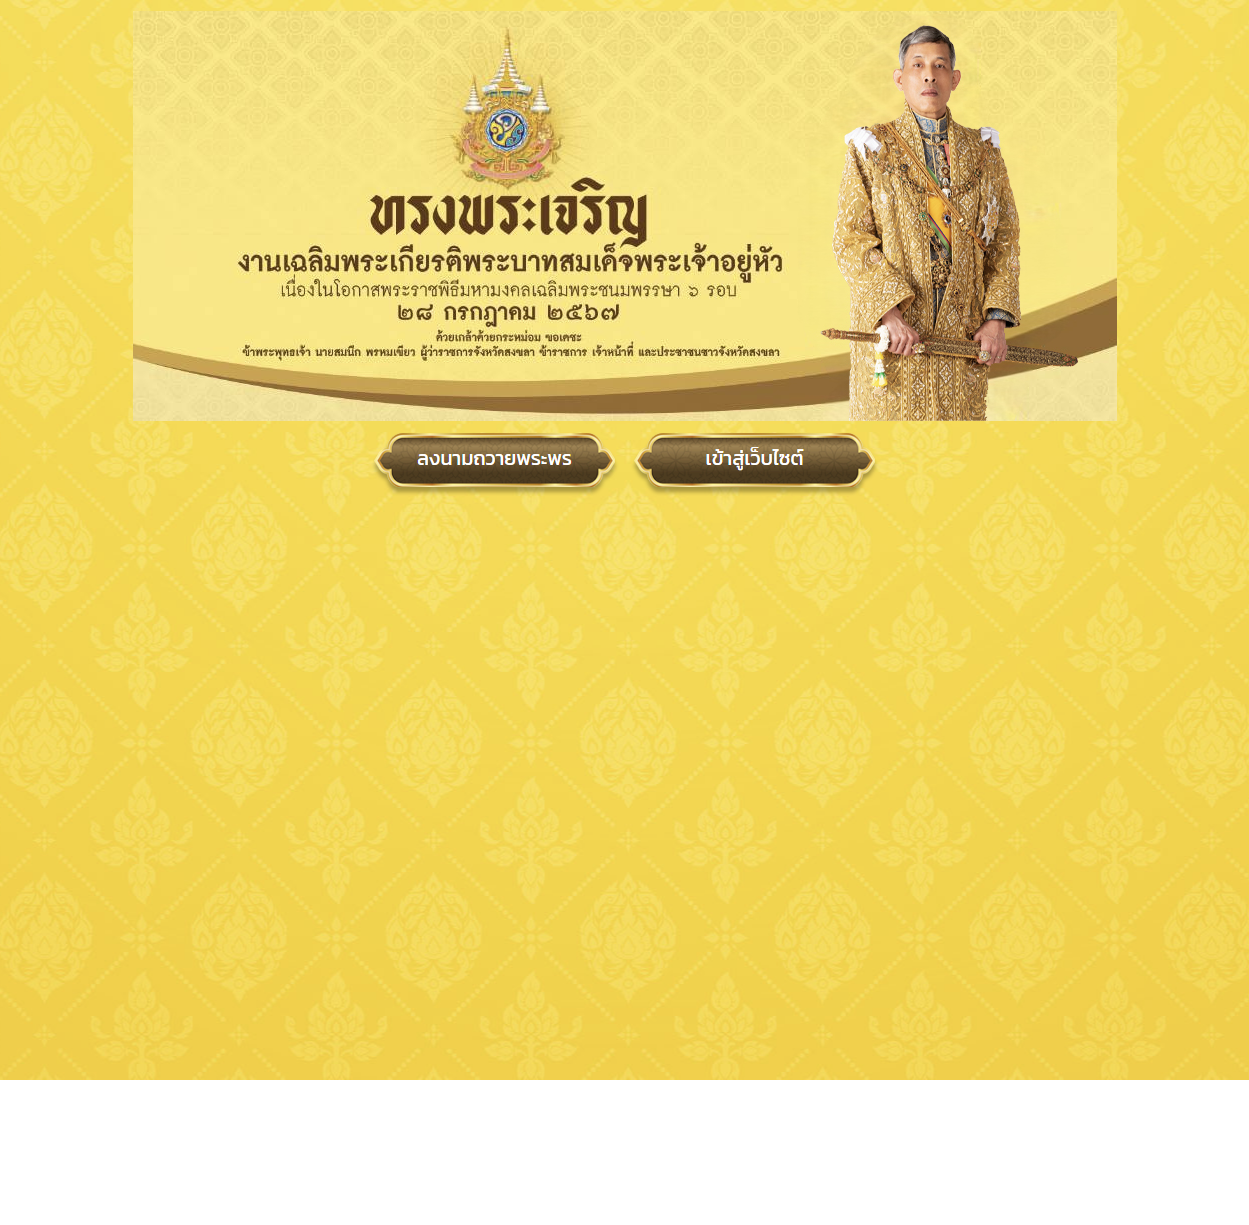 ทรงพระเจริญ
งานเฉลิมพระเกียรติพระบาทสมเด็จพระเจ้าอยู่หัว
เนื่องในโอกาสพระราชพิธีมหามงคลเฉลิมพระชนมพรรษา ๖ รอบ
๒๘ กรกฎาคม ๒๕๖๗
ด้วยเกล้าด้วยกระหม่อม ขอเดชะ
ข้าพระพุทธเจ้า นายสมนึก พรหมเขียว ผู้ว่าราชการจังหวัดสงขลา ข้าราชการ เจ้าหน้าที่ และประชาชนชาวจังหวัดสงขลา
ลงนามถวายพระพร
เข้าสู่เว็บไซต์